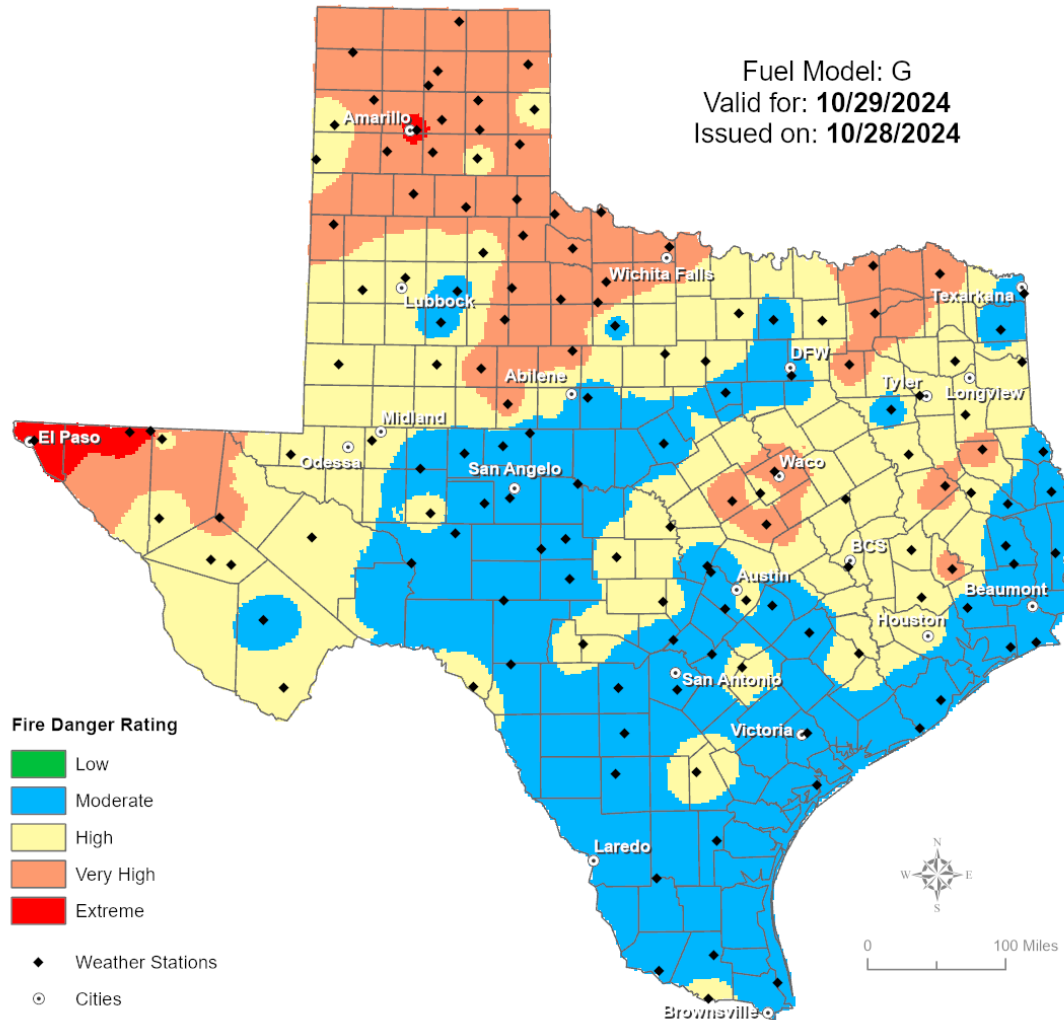 Fuel Model: G
Valid for: 10/29/2024
Issued on: 10/28/2024
Amarillo
Wichita Falls
Lubbock
Texarkana
DFW
Abilene
Tyler
Longview
Midland
El Paso
Odessa
San Angelo
Waco
BCS
Austin
Beaumont
Houston
San Antonio
Victoria
Laredo
Brownsville
Fire Danger Rating
Low
Moderate
High
Very High
Extreme
Weather Stations
Cities
N
W E
S
0 100 Miles